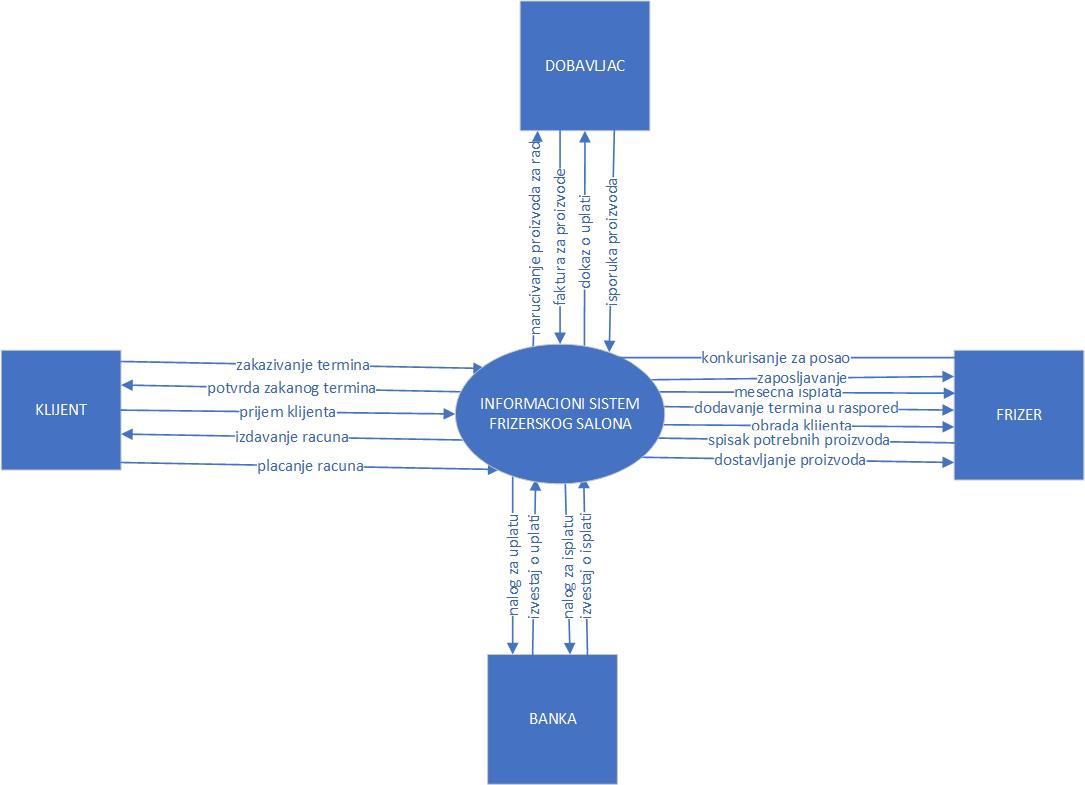 DOBAVLJAC
narucivanje proizvoda za rad
faktura za proizvode
dokaz o uplati
isporuka proizvoda
KLIJENT
zakazivanje termina
potvrda zakanog termina
prijem klijenta
izdavanje racuna
placanje racuna
INFORMACIONI SISTEM
FRIZERSKOG SALONA
konkurisanje za posao
zaposljavanje
mesecna isplata
dodavanje termina u raspored
obrada klijenta
spisak potrebnih proizvoda
dostavljanje proizvoda
FRIZER
nalog za uplatu
izvestaj o uplati
nalog za isplatu
izvestaj o isplati
BANKA